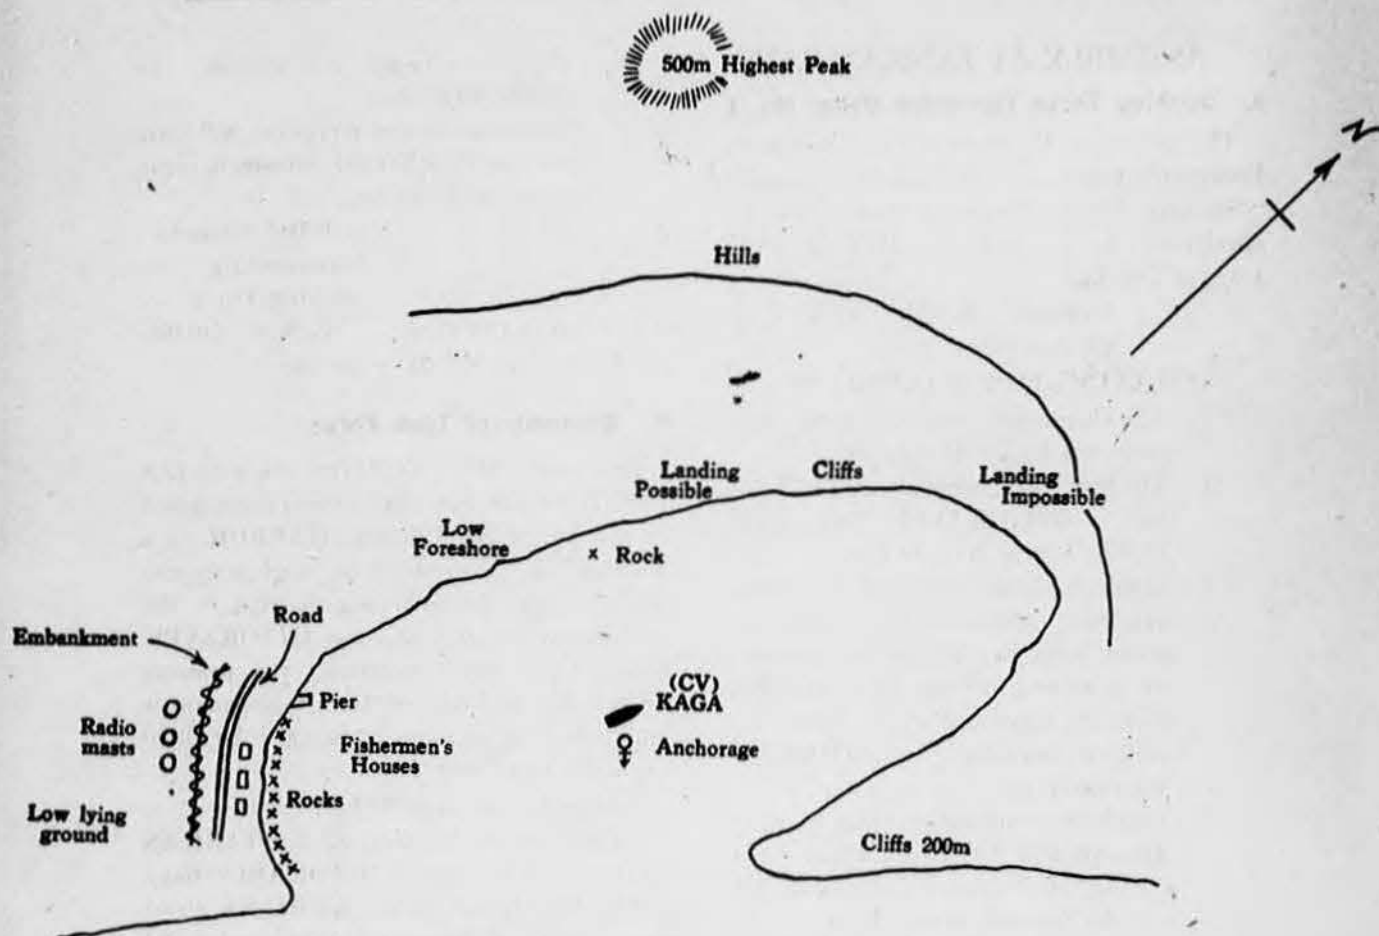 500m Highest Peak
N
Hills
Landing
Possible
Cliffs
Landing
Impossible
Low
Foreshore
x Rock
Road
Embankment
(CV)
KAGA
Pier
Radio
masts
Fishermen's
Houses
Anchorage
Rocks
Low lying
ground
Cliffs 200m